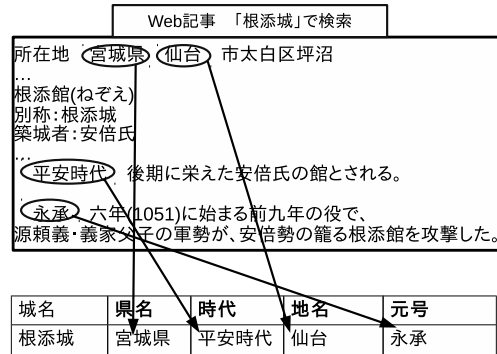 Web記事 「根添城」で検索
所在地 宮城県 仙台 市太白区坪沼
…
根添館(ねぞえ)
別称:根添城
築城者:安倍氏
…
平安時代 後期に栄えた安倍氏の館とされる。
永承 六年(1051)に始まる前九年の役で、
源頼義・義家父子の軍勢が、安倍勢の籠る根添館を攻撃した。
城名 県名 時代 地名 元号
根添城 宮城県 平安時代 仙台 永承